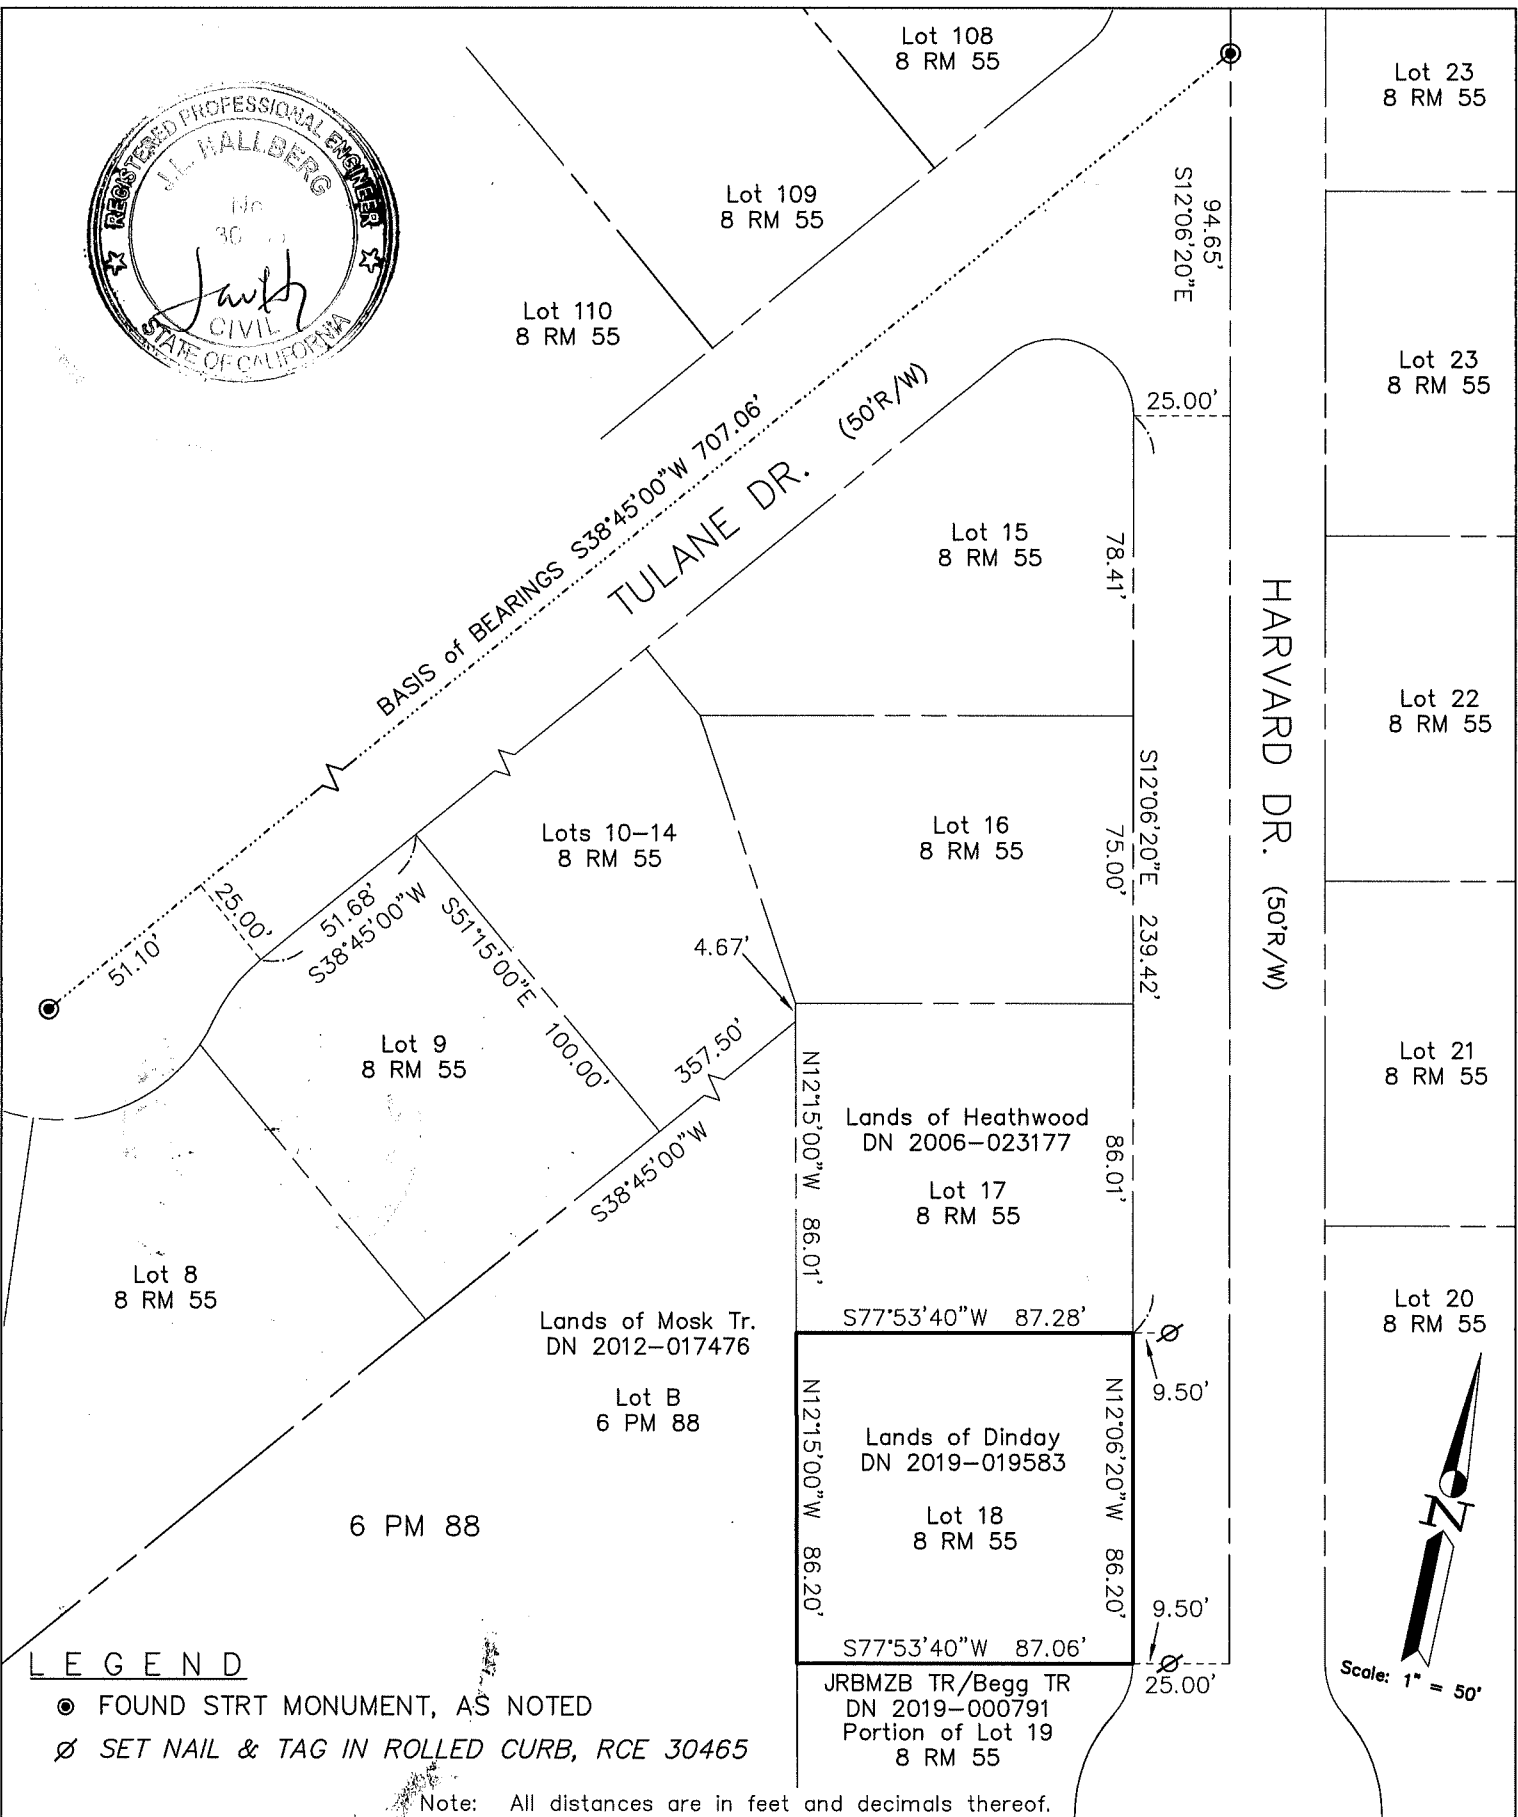 REGISTERED PROFESSIONAL ENGINEER
J.L. HALLBERG
No
CIVIL
STATE OF CALIFORNIA
Lot 108
8 RM 55
Lot 23
8 RM 55
Lot 109
8 RM 55
94.65'
S12°06'20"E
Lot 110
8 RM 55
Lot 23
8 RM 55
BASIS of BEARINGS S38°45'00"W 707.06'
TULANE DR. (50'R/W)
25.00'
Lot 15
8 RM 55
78.41'
HARVARD DR. (50'R/W)
Lot 22
8 RM 55
Lots 10-14
8 RM 55
Lot 16
8 RM 55
75.00'
S12°06'20"E 239.42'
25.00'
51.10'
51.68'
S38°45'00"W
S51°15'00"E 100.00'
4.67'
Lot 9
8 RM 55
357.50'
S38°45'00"W
N12°15'00"W 86.01'
Lands of Heathwood
DN 2006-023177
Lot 17
8 RM 55
86.01'
Lot 21
8 RM 55
Lot 8
8 RM 55
Lands of Mosk Tr.
DN 2012-017476
Lot B
6 PM 88
S77°53'40"W 87.28'
Lot 20
8 RM 55
9.50'
N12°15'00"W 86.20'
Lands of Dinday
DN 2019-019583
Lot 18
8 RM 55
N12°06'20"W 86.20'
6 PM 88
9.50'
S77°53'40"W 87.06'
25.00'
N
Scale: 1" = 50'
JRBMZB TR/Begg TR
DN 2019-000791
Portion of Lot 19
8 RM 55
LEGEND
FOUND STRT MONUMENT, AS NOTED
SET NAIL & TAG IN ROLLED CURB, RCE 30465
Note: All distances are in feet and decimals thereof.